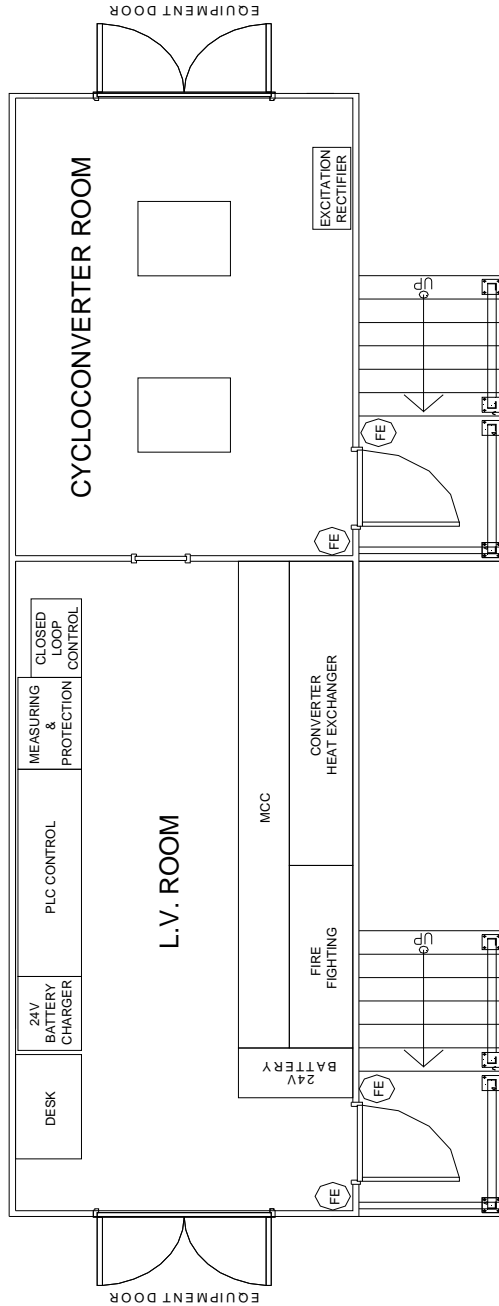 EQUIPMENT DOOR
CYCLOCONVERTER ROOM
EXCITATION
RECTIFIER
UP
FE
FE
CLOSED
LOOP
CONTROL
MEASURING
&
PROTECTION
PLC CONTROL
24V
BATTERY
CHARGER
DESK
L.V. ROOM
MCC
CONVERTER
HEAT EXCHANGER
FIRE
FIGHTING
24V
BATTERY
UP
FE
FE
EQUIPMENT DOOR